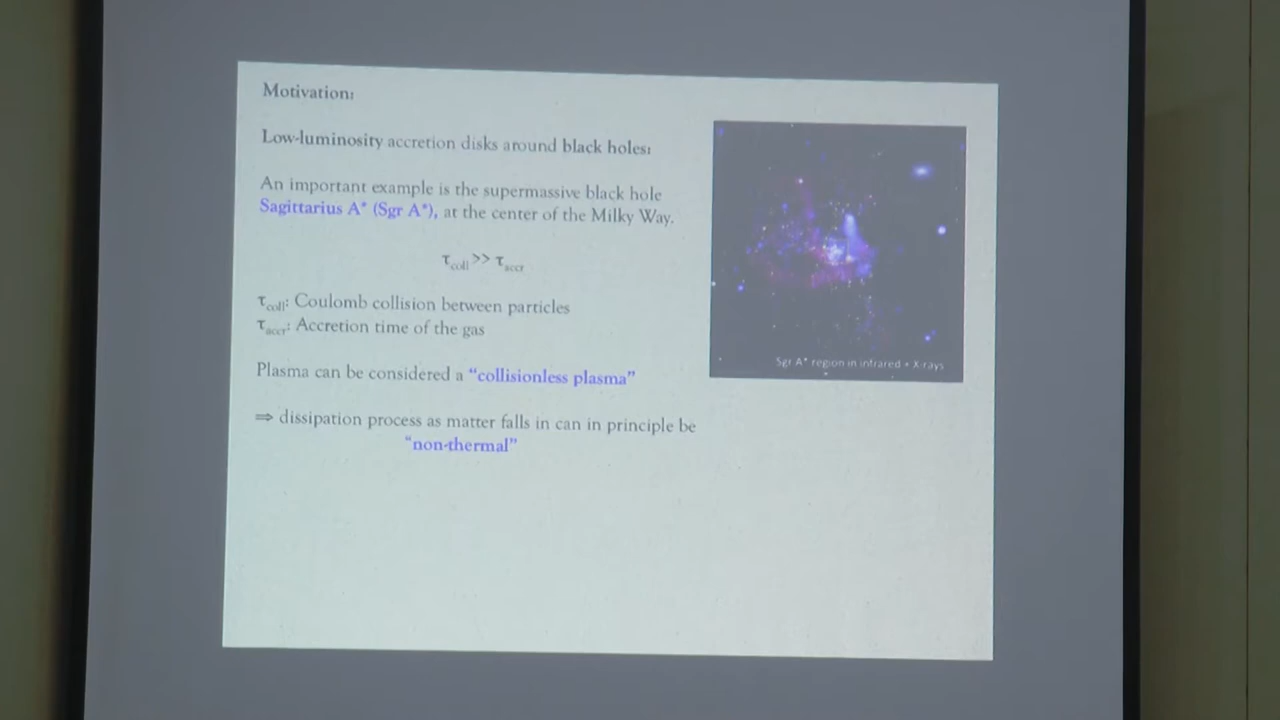 Motivation:
Low-luminosity accretion disks around black holes:
An important example is the supermassive black hole
Sagittarius A* (Sgr A*), at the center of the Milky Way.
τcoll >> τaccr
τcoll: Coulomb collision between particles
τaccr: Accretion time of the gas
Plasma can be considered a “collisionless plasma”
⇒ dissipation process as matter falls in can in principle be
“non-thermal”
Sgr A* region in infrared + X-rays